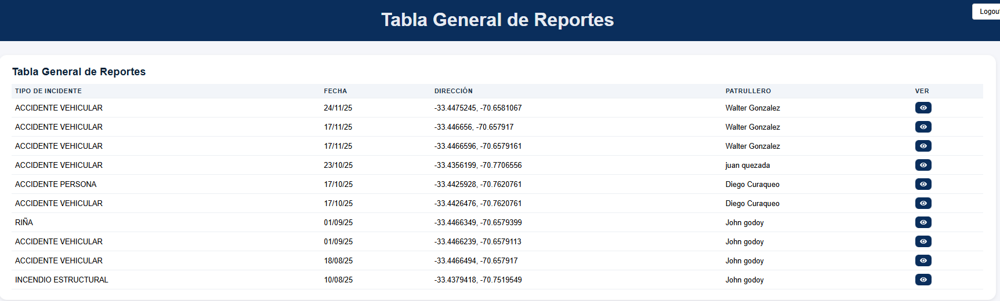 Tabla General de Reportes
Logout
Tabla General de Reportes
TIPO DE INCIDENTE FECHA DIRECCIÓN PATRULLERO VER
ACCIDENTE VEHICULAR 24/11/25 -33.4475245, -70.6581067 Walter Gonzalez
ACCIDENTE VEHICULAR 17/11/25 -33.446656, -70.657917 Walter Gonzalez
ACCIDENTE VEHICULAR 17/11/25 -33.4466596, -70.6579161 Walter Gonzalez
ACCIDENTE VEHICULAR 23/10/25 -33.4356199, -70.7706556 juan quezada
ACCIDENTE PERSONA 17/10/25 -33.4425928, -70.7620761 Diego Curaqueo
ACCIDENTE VEHICULAR 17/10/25 -33.4426476, -70.7620761 Diego Curaqueo
RIÑA 01/09/25 -33.4466349, -70.6579399 John godoy
ACCIDENTE VEHICULAR 01/09/25 -33.4466239, -70.6579113 John godoy
ACCIDENTE VEHICULAR 18/08/25 -33.4466494, -70.657917 John godoy
INCENDIO ESTRUCTURAL 10/08/25 -33.4379418, -70.7519549 John godoy